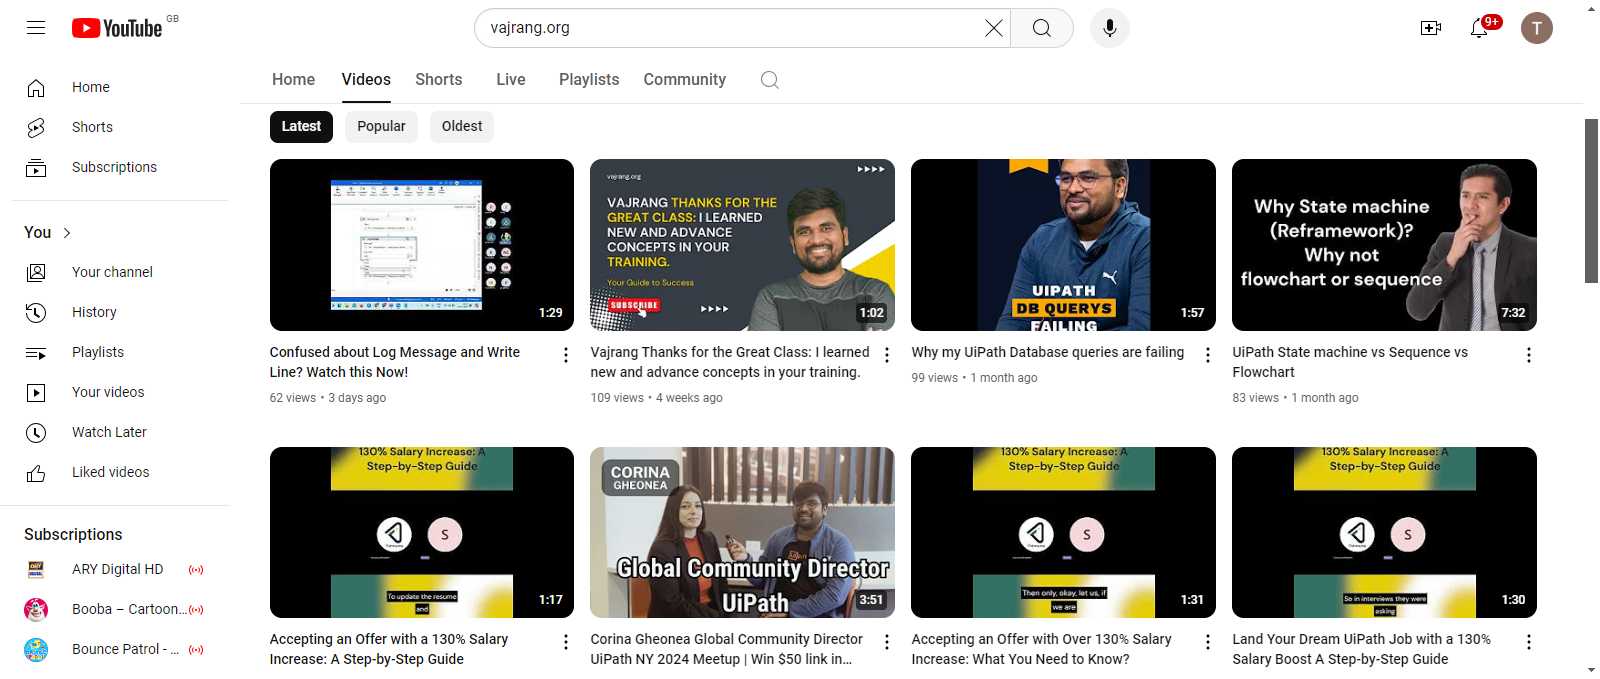 YouTube GB
vajrang.org
9+
T
Home
Shorts
Subscriptions
You
Your channel
History
Playlists
Your videos
Watch Later
Liked videos
Subscriptions
ARY Digital HD
Booba – Cartoon...
Bounce Patrol - ...
Home Videos Shorts Live Playlists Community
Latest Popular Oldest
1:29
Confused about Log Message and Write
Line? Watch this Now!
62 views • 3 days ago
vajrang.org
VAJRANG THANKS FOR THE
GREAT CLASS: I LEARNED
NEW AND ADVANCE
CONCEPTS IN YOUR
TRAINING.
Your Guide to Success
SUBSCRIBE
1:02
Vajrang Thanks for the Great Class: I learned
new and advance concepts in your training.
109 views • 4 weeks ago
UIPATH
DB QUERYS
FAILING
1:57
Why my UiPath Database queries are failing
99 views • 1 month ago
Why State machine
(Reframework)?
Why not
flowchart or sequence
7:32
UiPath State machine vs Sequence vs
Flowchart
83 views • 1 month ago
130% Salary Increase: A
Step-by-Step Guide
S
To update the resume
and
1:17
Accepting an Offer with a 130% Salary
Increase: A Step-by-Step Guide
CORINA
GHEONEA
Global Community Director
UiPath
3:51
Corina Gheonea Global Community Director
UiPath NY 2024 Meetup | Win $50 link in...
130% Salary Increase: A
Step-by-Step Guide
S
Then only, okay, let us, if
we are
1:31
Accepting an Offer with Over 130% Salary
Increase: What You Need to Know?
130% Salary Increase: A
Step-by-Step Guide
S
So in interviews they were
asking
1:30
Land Your Dream UiPath Job with a 130%
Salary Boost A Step-by-Step Guide